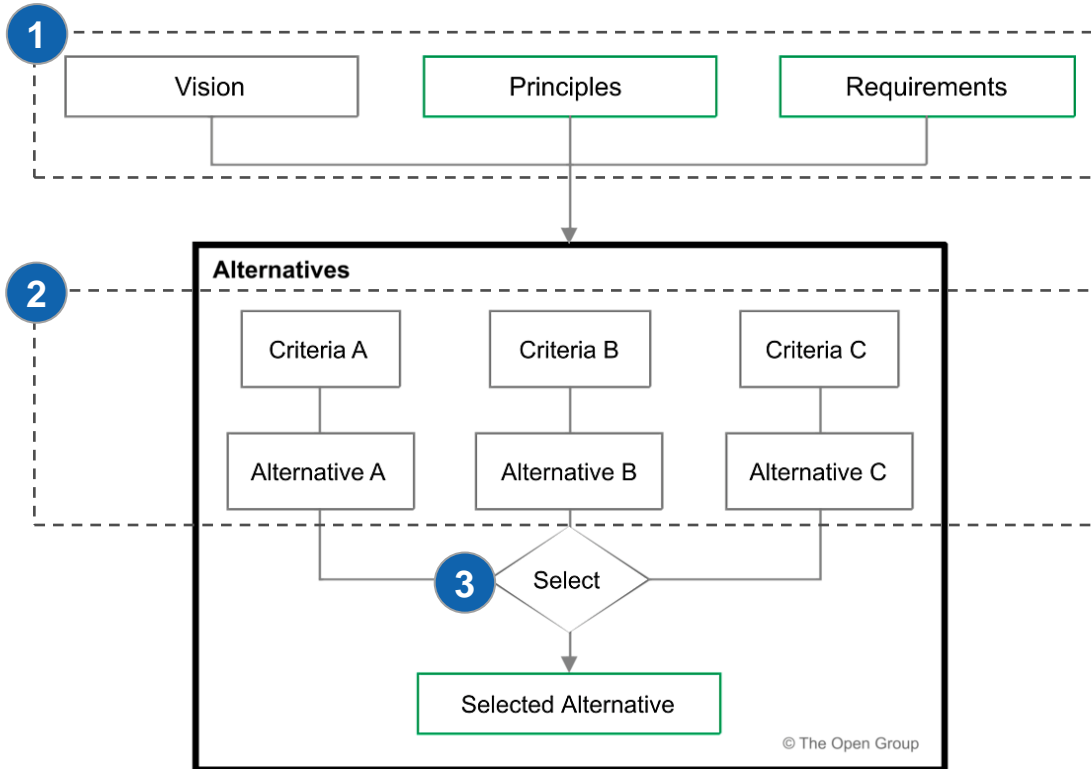 1
Vision
Principles
Requirements
Alternatives
2
Criteria A
Criteria B
Criteria C
Alternative A
Alternative B
Alternative C
3
Select
Selected Alternative
© The Open Group